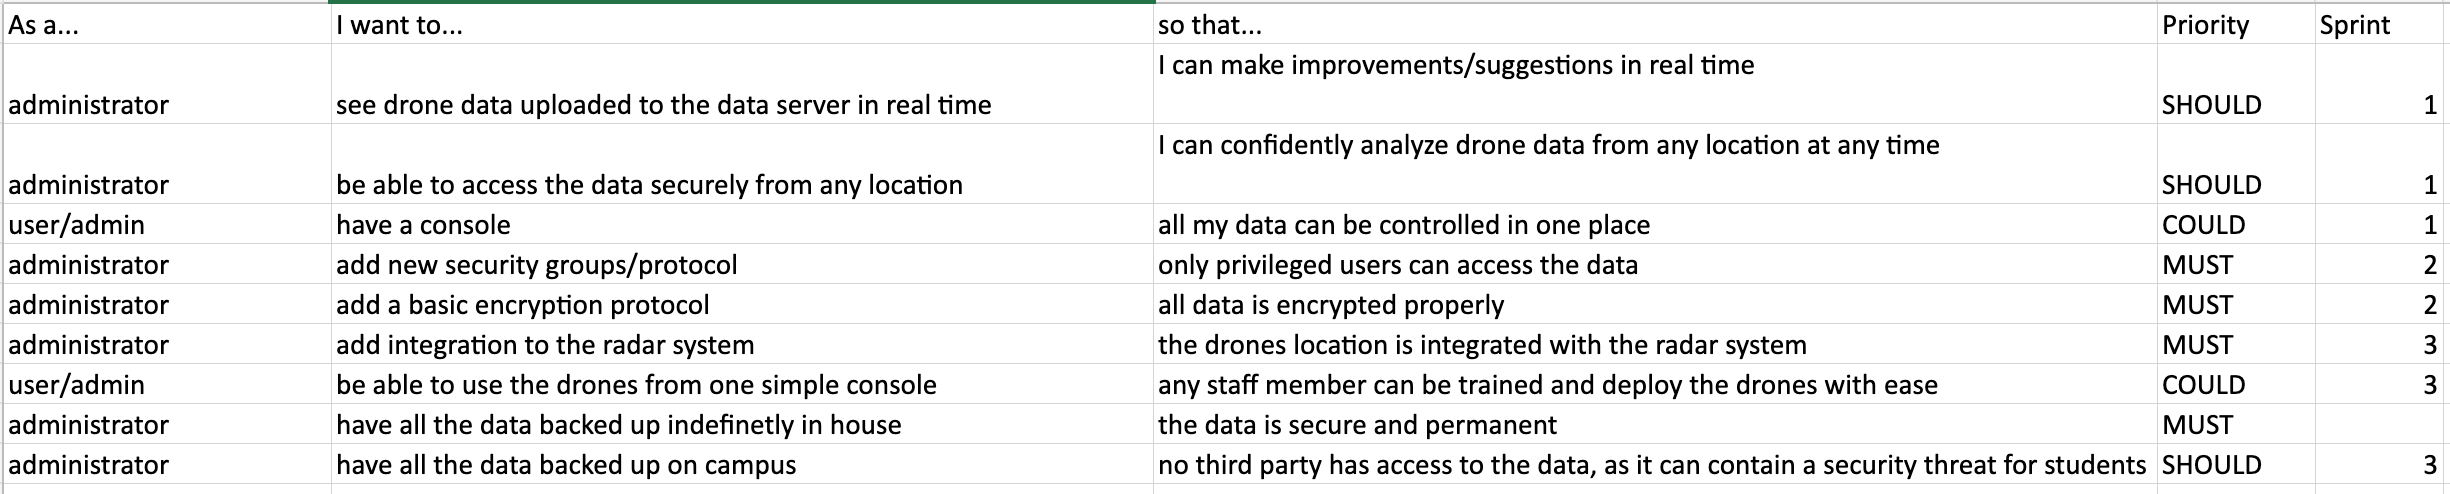 As a... I want to... so that... Priority Sprint
I can make improvements/suggestions in real time
administrator see drone data uploaded to the data server in real time SHOULD 1
I can confidently analyze drone data from any location at any time
administrator be able to access the data securely from any location SHOULD 1
user/admin have a console all my data can be controlled in one place COULD 1
administrator add new security groups/protocol only privileged users can access the data MUST 2
administrator add a basic encryption protocol all data is encrypted properly MUST 2
administrator add integration to the radar system the drones location is integrated with the radar system MUST 3
user/admin be able to use the drones from one simple console any staff member can be trained and deploy the drones with ease COULD 3
administrator have all the data backed up indefinetly in house the data is secure and permanent MUST
administrator have all the data backed up on campus no third party has access to the data, as it can contain a security threat for students SHOULD 3